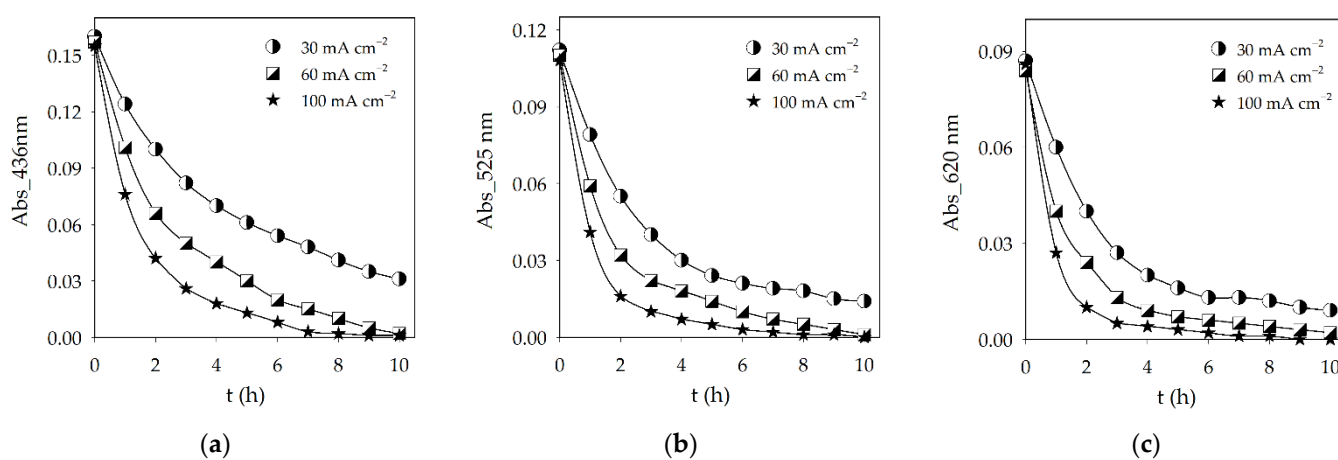 Abs_436nm
0.15
0.12
0.09
0.06
0.03
0.00
30 mA cm⁻²
60 mA cm⁻²
100 mA cm⁻²
0 2 4 6 8 10
t (h)
(a)
Abs_525 nm
0.12
0.09
0.06
0.03
0.00
30 mA cm⁻²
60 mA cm⁻²
100 mA cm⁻²
0 2 4 6 8 10
t (h)
(b)
Abs_620 nm
0.09
0.06
0.03
0.00
30 mA cm⁻²
60 mA cm⁻²
100 mA cm⁻²
0 2 4 6 8 10
t (h)
(c)